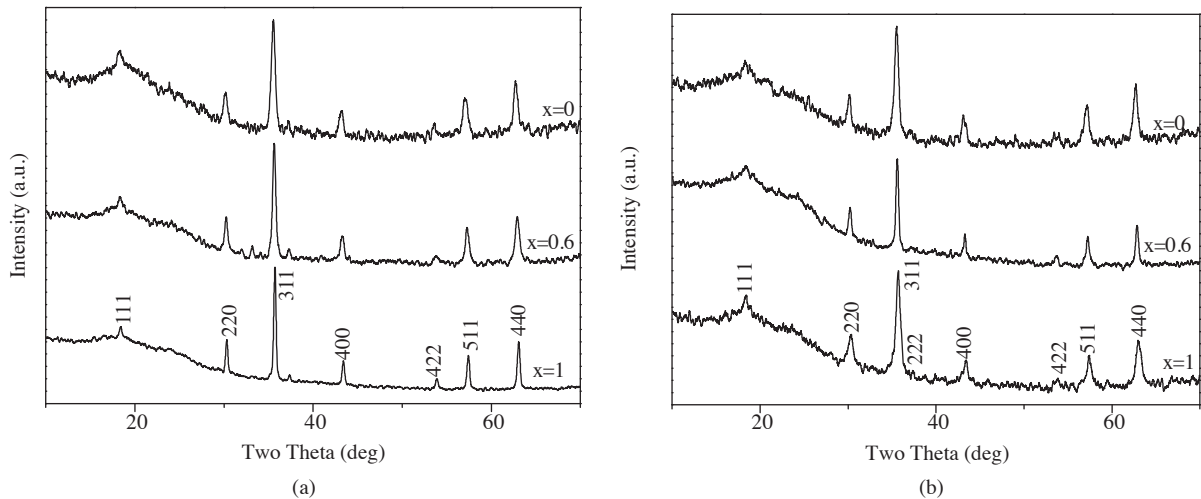 Intensity (a.u.)
x=0
x=0.6
111
220
311
400
422
511
440
x=1
20
40
60
Two Theta (deg)
(a)
Intensity (a.u.)
x=0
x=0.6
111
220
311
222
400
422
511
440
x=1
20
40
60
Two Theta (deg)
(b)